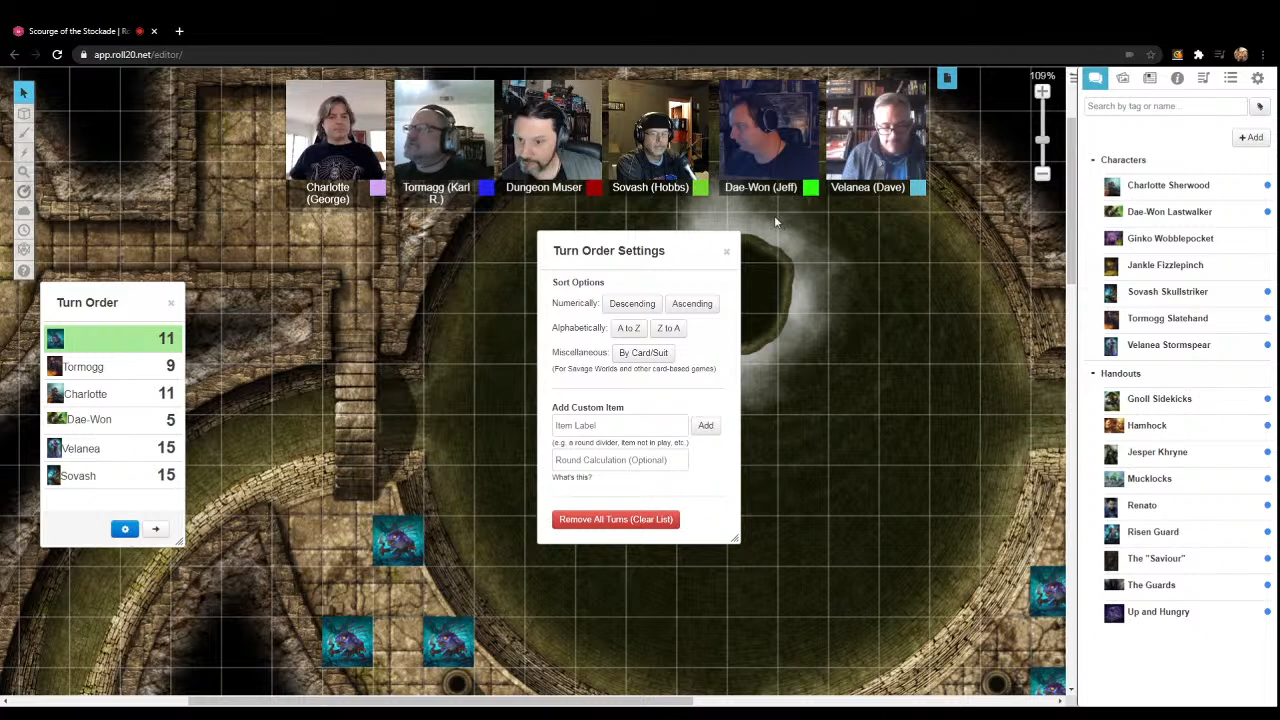 Scourge of the Stockade | Ro
app.roll20.net/editor/
109%
Charlotte
(George)
Tormagg (Karl
R.)
Dungeon Muser
Sovash (Hobbs)
Dae-Won (Jeff)
Velanea (Dave)
Turn Order
11
Tormogg 9
Charlotte 11
Dae-Won 5
Velanea 15
Sovash 15
Turn Order Settings
Sort Options
Numerically: Descending Ascending
Alphabetically: A to Z Z to A
Miscellaneous: By Card/Suit
(For Savage Worlds and other card-based games)
Add Custom Item
Item Label Add
(e.g. a round divider, item not in play, etc.)
Round Calculation (Optional)
What's this?
Remove All Turns (Clear List)
Search by tag or name...
+ Add
Characters
Charlotte Sherwood
Dae-Won Lastwalker
Ginko Wobblepocket
Jankle Fizzlepinch
Sovash Skullstriker
Tormogg Slatehand
Velanea Stormspear
Handouts
Gnoll Sidekicks
Hamhock
Jesper Khryne
Mucklocks
Renato
Risen Guard
The "Saviour"
The Guards
Up and Hungry